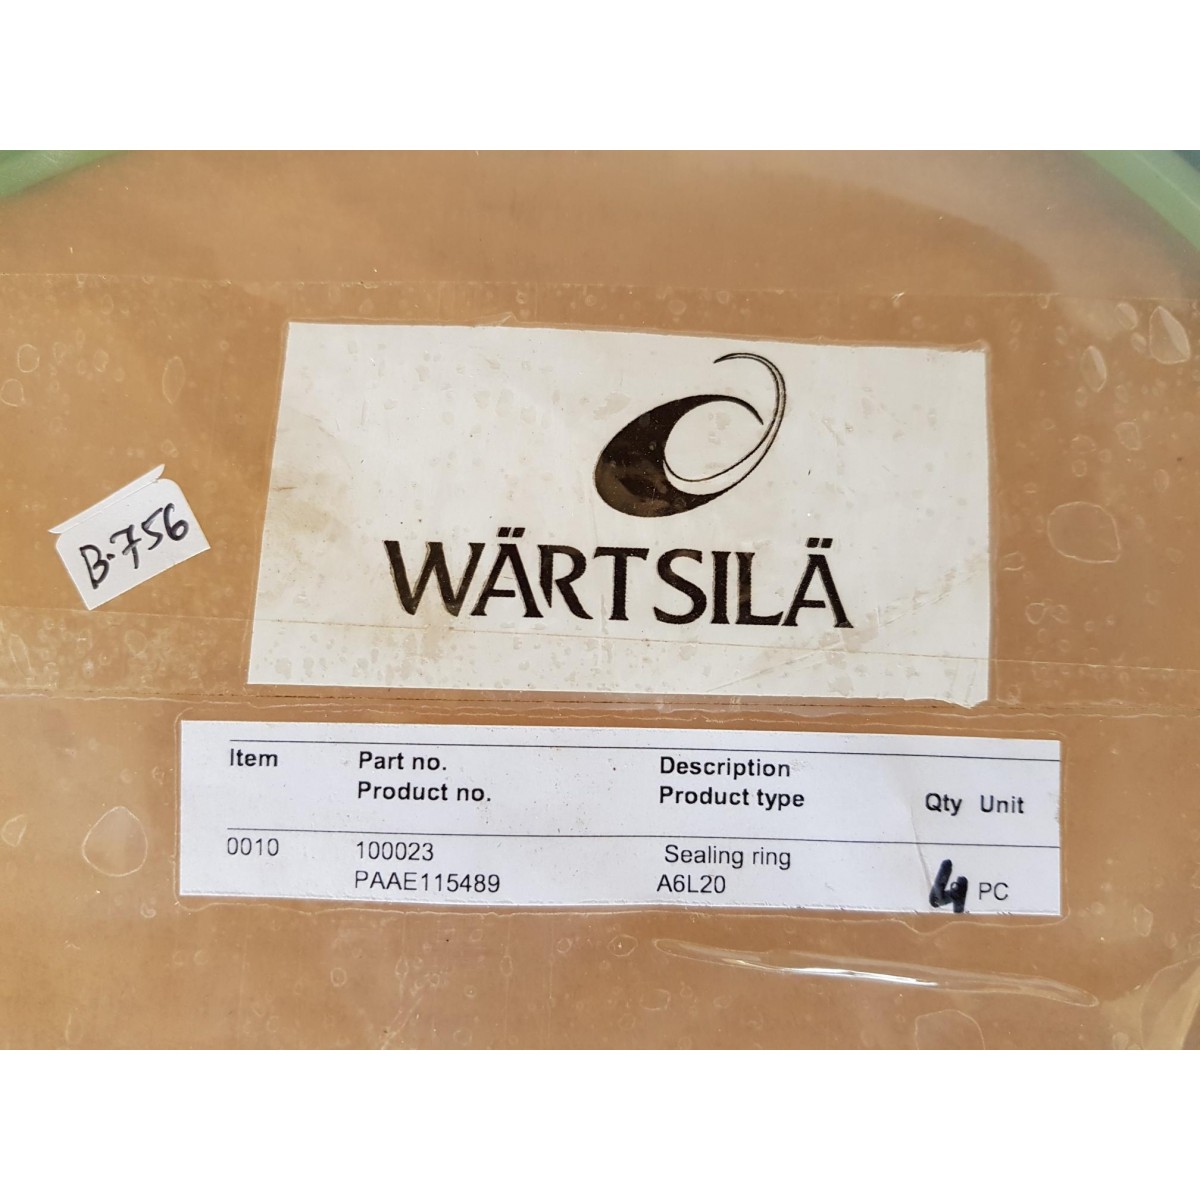 WÄRTSILÄ
B-756
Item Part no. Description
Product no. Product type Qty Unit
0010 100023 Sealing ring
PAAE115489 A6L20 4 PC